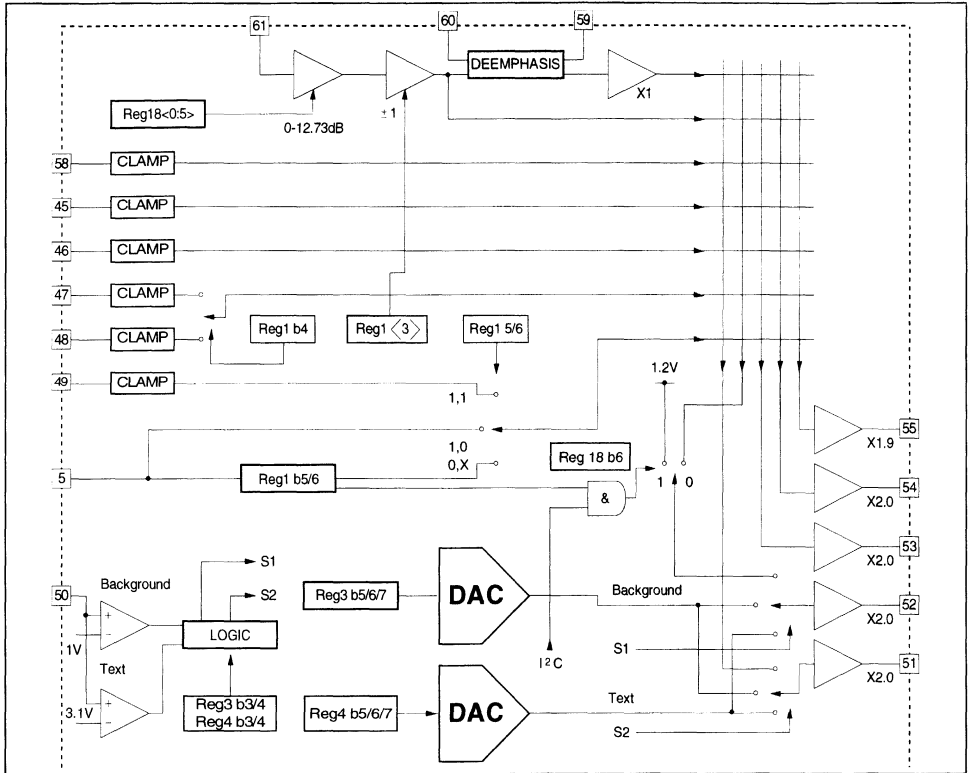 61
60
59
DEEMPHASIS
X1
±1
Reg18<0:5>
0-12.73dB
58
CLAMP
45
CLAMP
46
CLAMP
47
CLAMP
48
CLAMP
Reg1 b4
Reg1 <3>
Reg1 5/6
49
CLAMP
1,1
1.2V
55
X1.9
1,0
0,X
Reg 18 b6
5
Reg1 b5/6
1
0
&
54
X2.0
53
X2.0
50
Background
S1
S2
+
-
1V
LOGIC
Text
+
-
3.1V
Reg3 b3/4
Reg4 b3/4
Reg3 b5/6/7
DAC
Background
I²C
52
X2.0
S1
51
X2.0
Reg4 b5/6/7
DAC
Text
S2